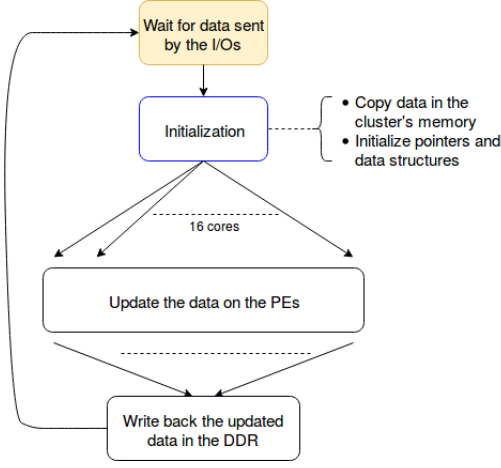 Wait for data sent
by the I/Os
Initialization
• Copy data in the
cluster's memory
• Initialize pointers and
data structures
16 cores
Update the data on the PEs
Write back the updated
data in the DDR